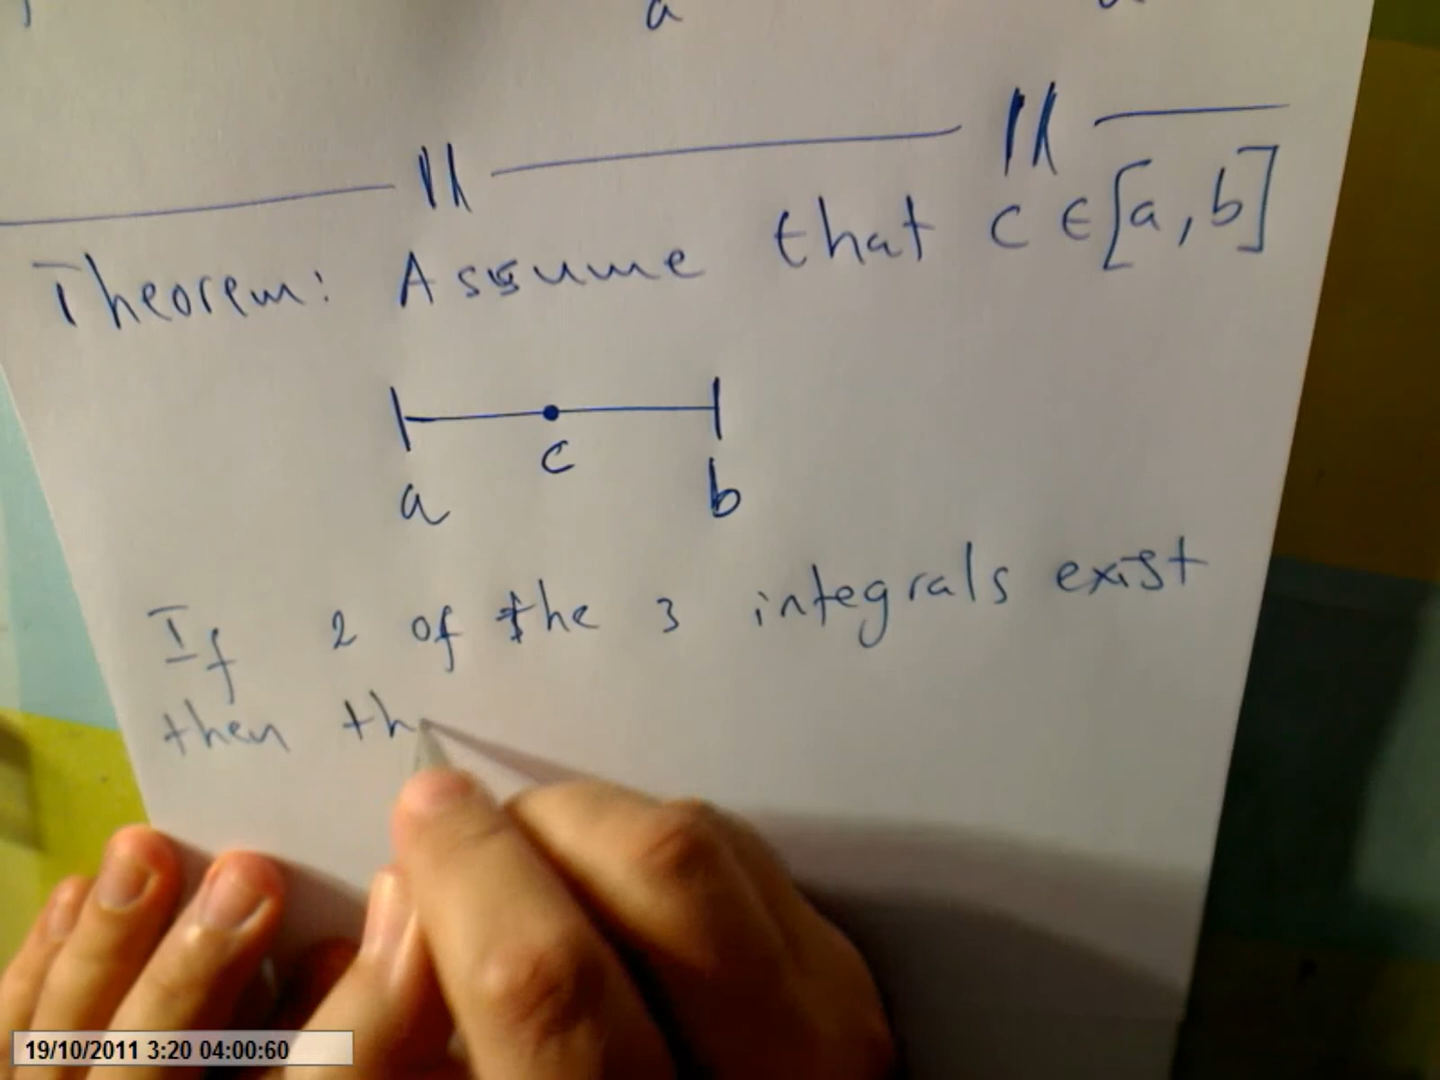 a
Theorem: Assume that c ∈ [a, b]
c
a b
If 2 of the 3 integrals exist
then th
19/10/2011 3:20 04:00:60